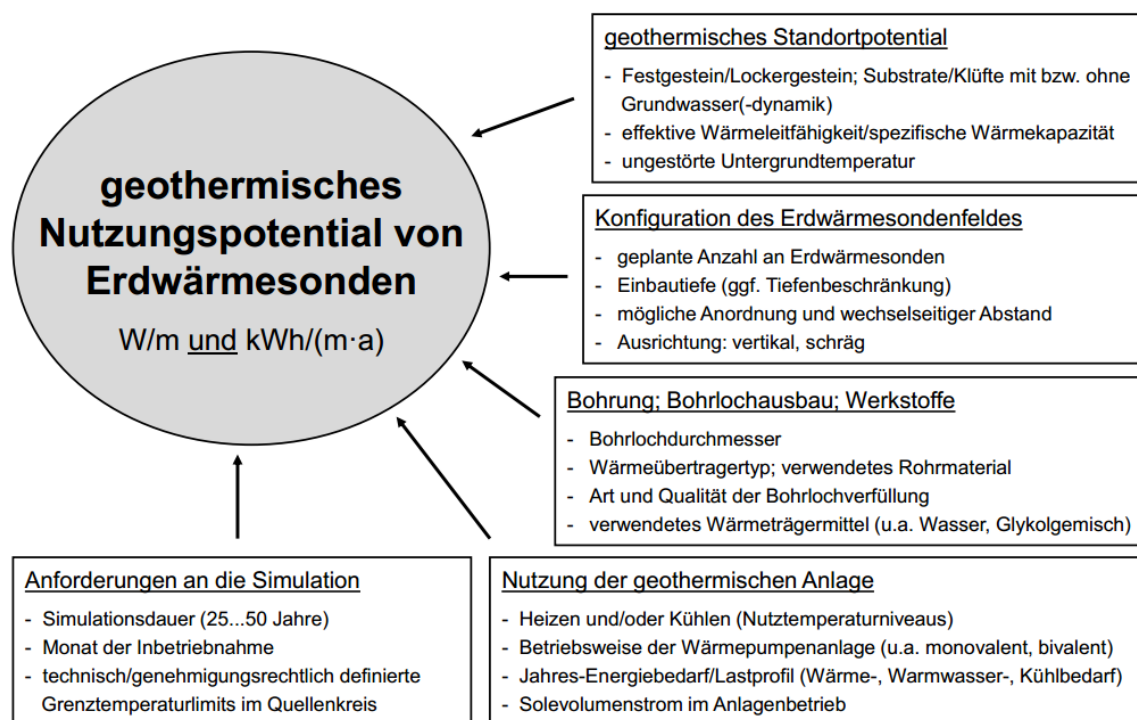 geothermisches
Nutzungspotential von
Erdwärmesonden
W/m und kWh/(m·a)
geothermisches Standortpotential
- Festgestein/Lockergestein; Substrate/Klüfte mit bzw. ohne
Grundwasser(-dynamik)
- effektive Wärmeleitfähigkeit/spezifische Wärmekapazität
- ungestörte Untergrundtemperatur
Konfiguration des Erdwärmesondenfeldes
- geplante Anzahl an Erdwärmesonden
- Einbautiefe (ggf. Tiefenbeschränkung)
- mögliche Anordnung und wechselseitiger Abstand
- Ausrichtung: vertikal, schräg
Bohrung; Bohrlochausbau; Werkstoffe
- Bohrlochdurchmesser
- Wärmeübertragertyp; verwendetes Rohrmaterial
- Art und Qualität der Bohrlochverfüllung
- verwendetes Wärmeträgermittel (u.a. Wasser, Glykolgemisch)
Anforderungen an die Simulation
- Simulationsdauer (25...50 Jahre)
- Monat der Inbetriebnahme
- technisch/genehmigungsrechtlich definierte
Grenztemperaturlimits im Quellenkreis
Nutzung der geothermischen Anlage
- Heizen und/oder Kühlen (Nutztemperaturniveaus)
- Betriebsweise der Wärmepumpenanlage (u.a. monovalent, bivalent)
- Jahres-Energiebedarf/Lastprofil (Wärme-, Warmwasser-, Kühlbedarf)
- Solevolumenstrom im Anlagenbetrieb